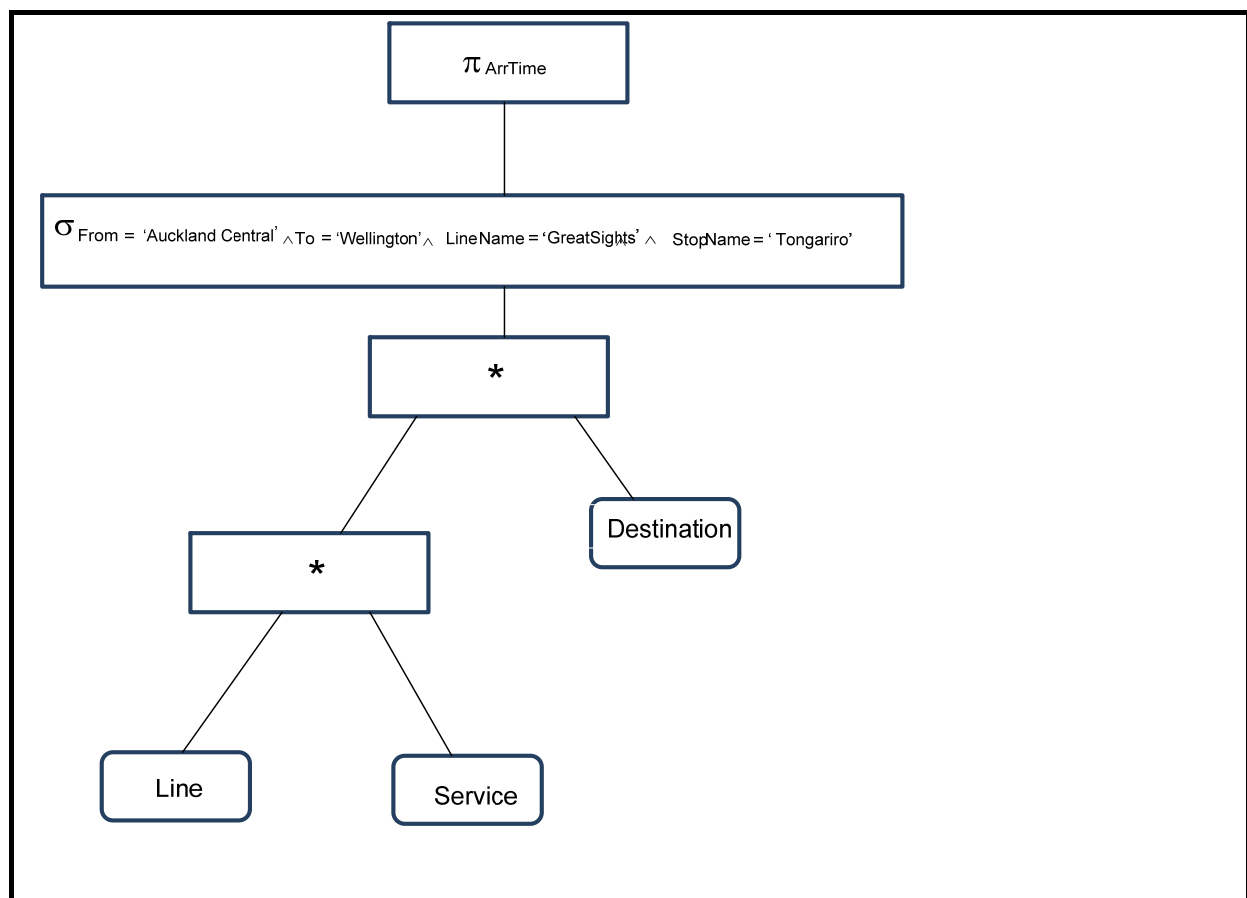 π ArrTime
σ From = ‘Auckland Central’ ∧ To = ‘Wellington’ ∧ LineName = ‘GreatSights’ ∧ ∧ StopName = ‘ Tongariro’
*
Destination
*
Line
Service